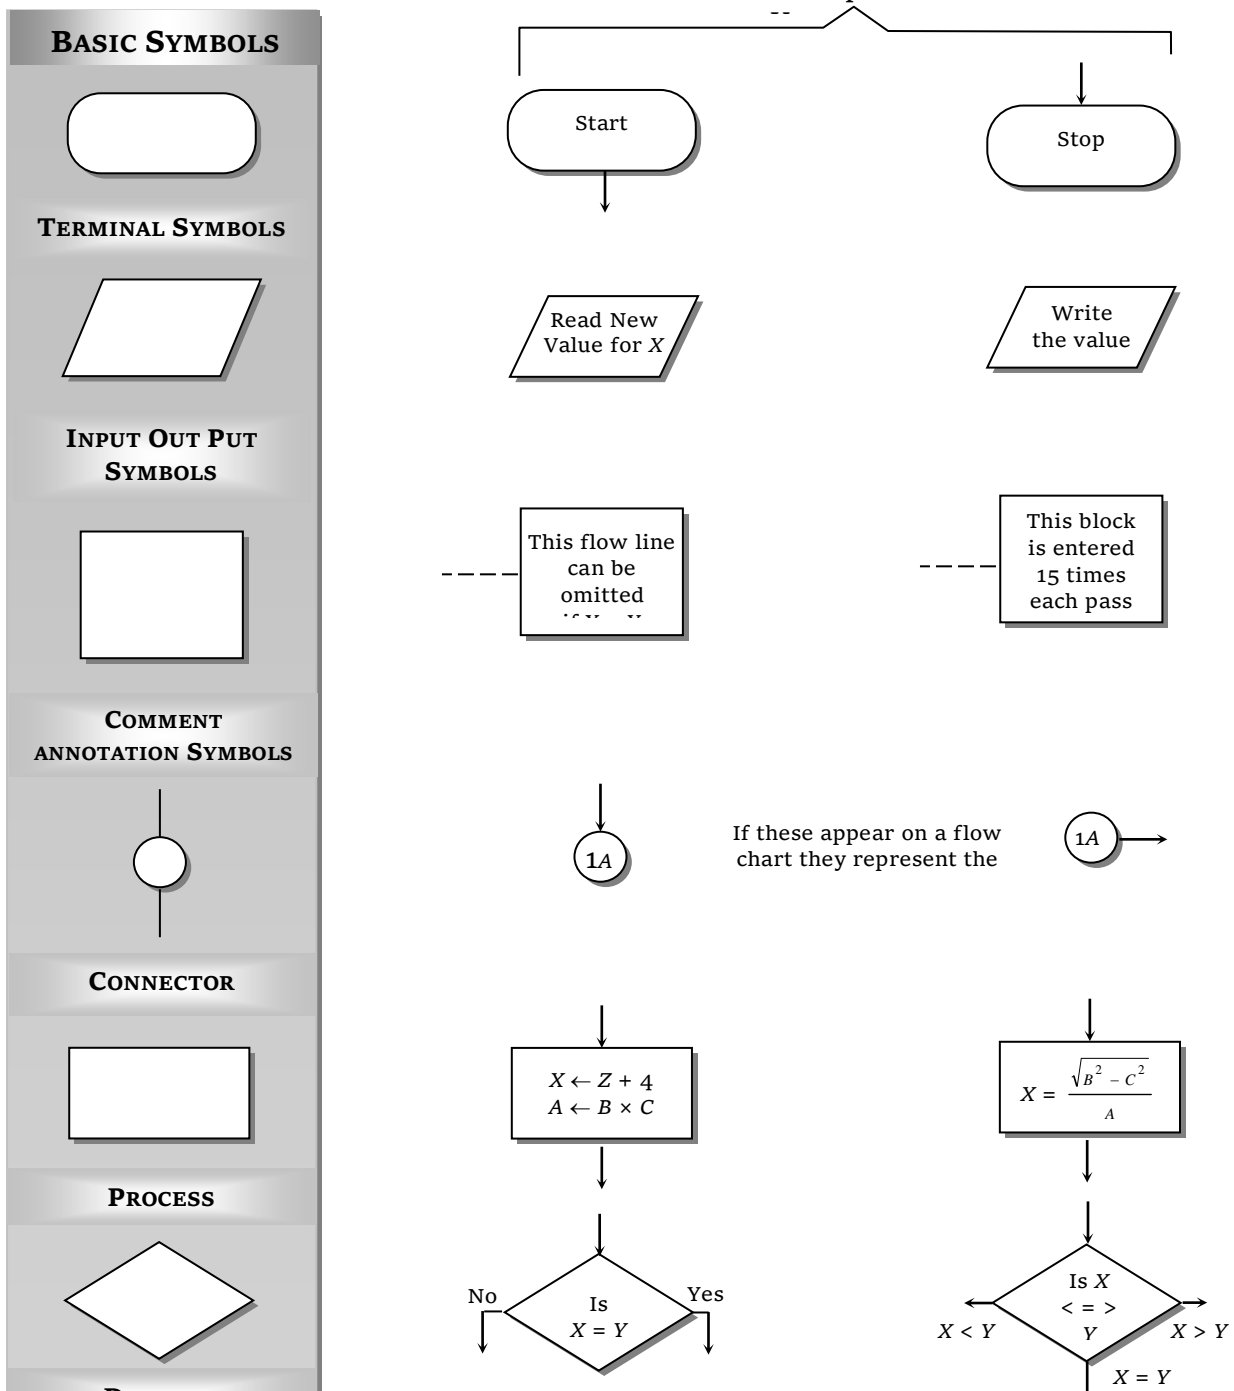 BASIC SYMBOLS
Start
Stop
TERMINAL SYMBOLS
Read New
Value for X
Write
the value
INPUT OUT PUT
SYMBOLS
This flow line
can be
omitted
This block
is entered
15 times
each pass
COMMENT
ANNOTATION SYMBOLS
1A
If these appear on a flow
chart they represent the
1A
CONNECTOR
X ← Z + 4
A ← B × C
X = √(B² − C²) / A
PROCESS
No
Is
X = Y
Yes
Is X
< = >
Y
X < Y
X > Y
X = Y